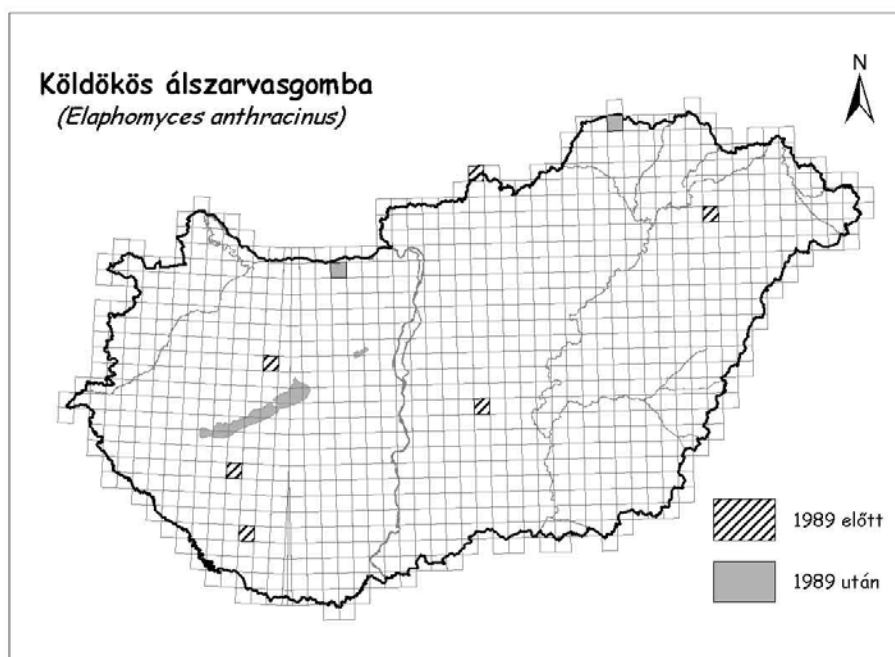 Köldökös álszarvasgomba
(Elaphomyces anthracinus)
N
1989 előtt
1989 után